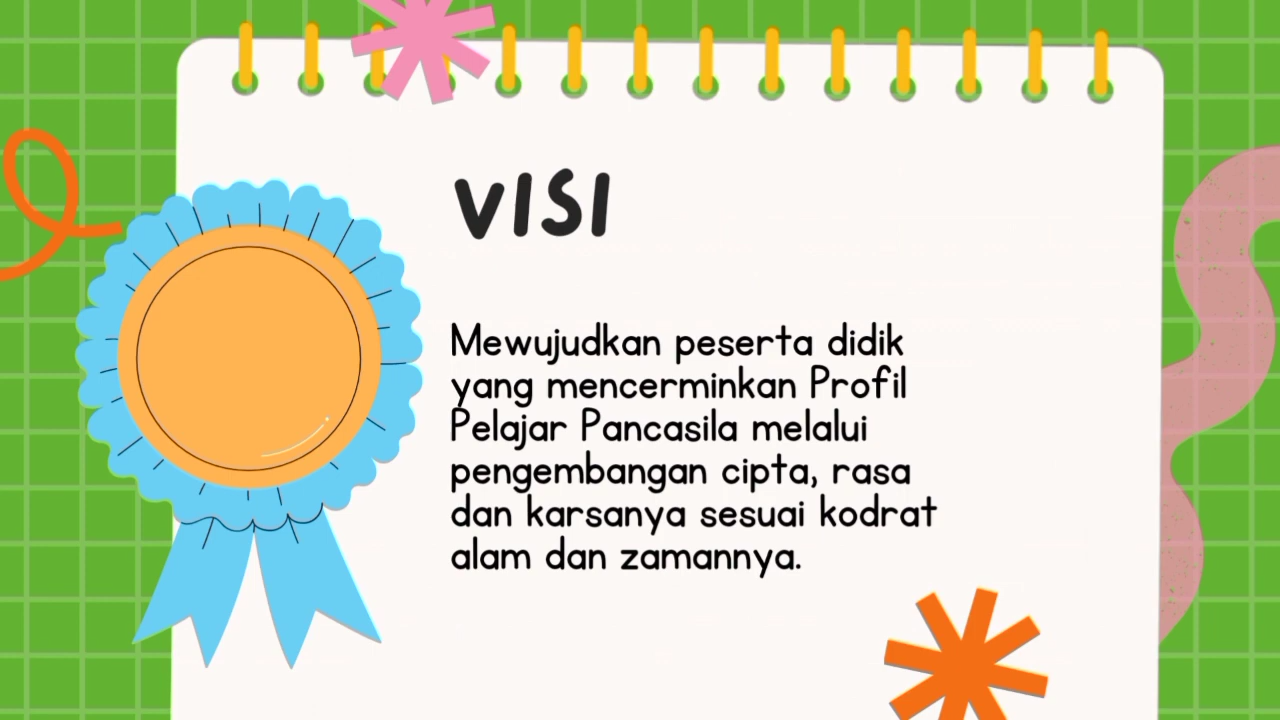 VISI
Mewujudkan peserta didik
yang mencerminkan Profil
Pelajar Pancasila melalui
pengembangan cipta, rasa
dan karsanya sesuai kodrat
alam dan zamannya.